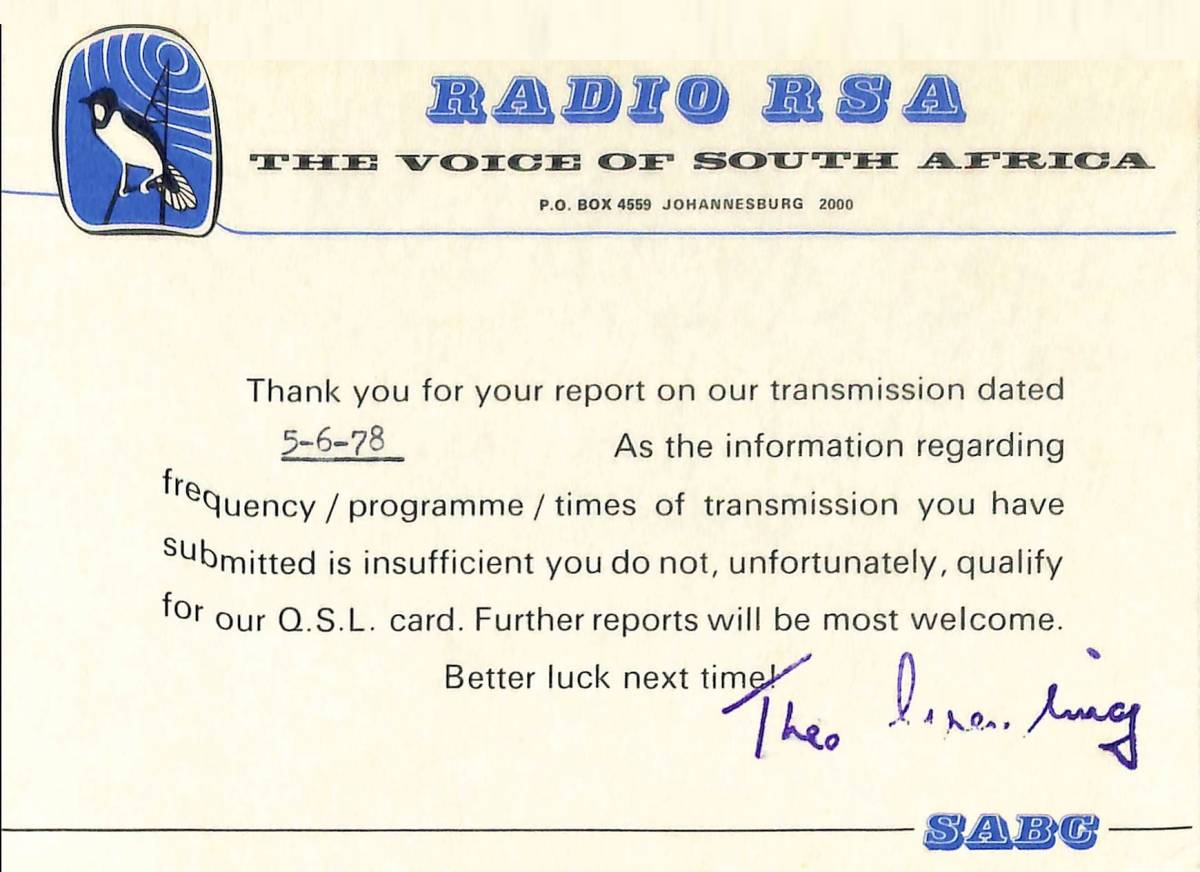 RADIO RSA
THE VOICE OF SOUTH AFRICA
P.O. BOX 4559 JOHANNESBURG 2000
Thank you for your report on our transmission dated
5-6-78 As the information regarding
frequency / programme / times of transmission you have
submitted is insufficient you do not, unfortunately, qualify
for our Q.S.L. card. Further reports will be most welcome.
Better luck next time!
Theo
SABC